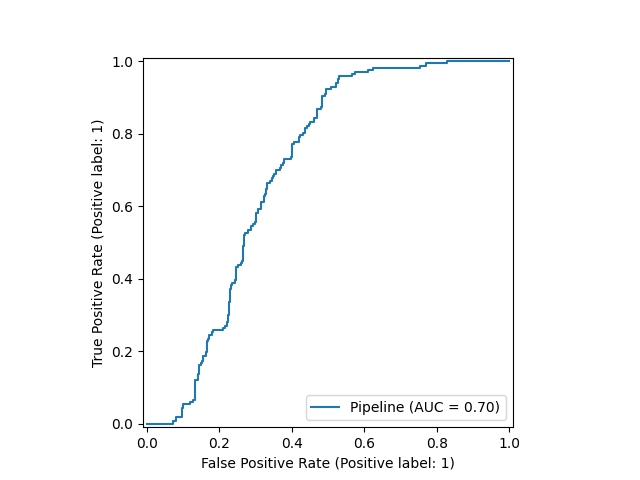 1.0
0.8
0.6
0.4
0.2
0.0
True Positive Rate (Positive label: 1)
Pipeline (AUC = 0.70)
0.0 0.2 0.4 0.6 0.8 1.0
False Positive Rate (Positive label: 1)